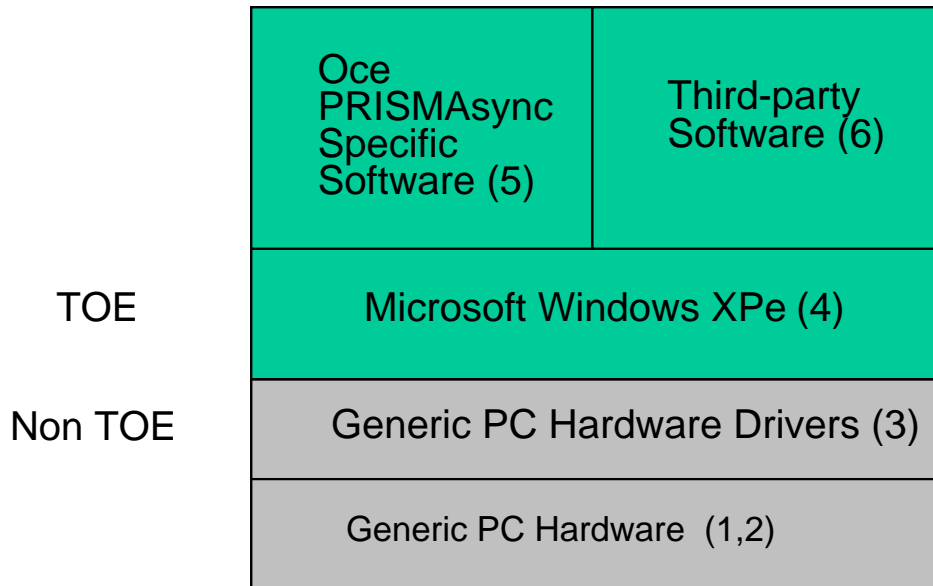 Oce
PRISMAsync
Specific
Software (5)
Third-party
Software (6)
TOE
Microsoft Windows XPe (4)
Non TOE
Generic PC Hardware Drivers (3)
Generic PC Hardware (1,2)